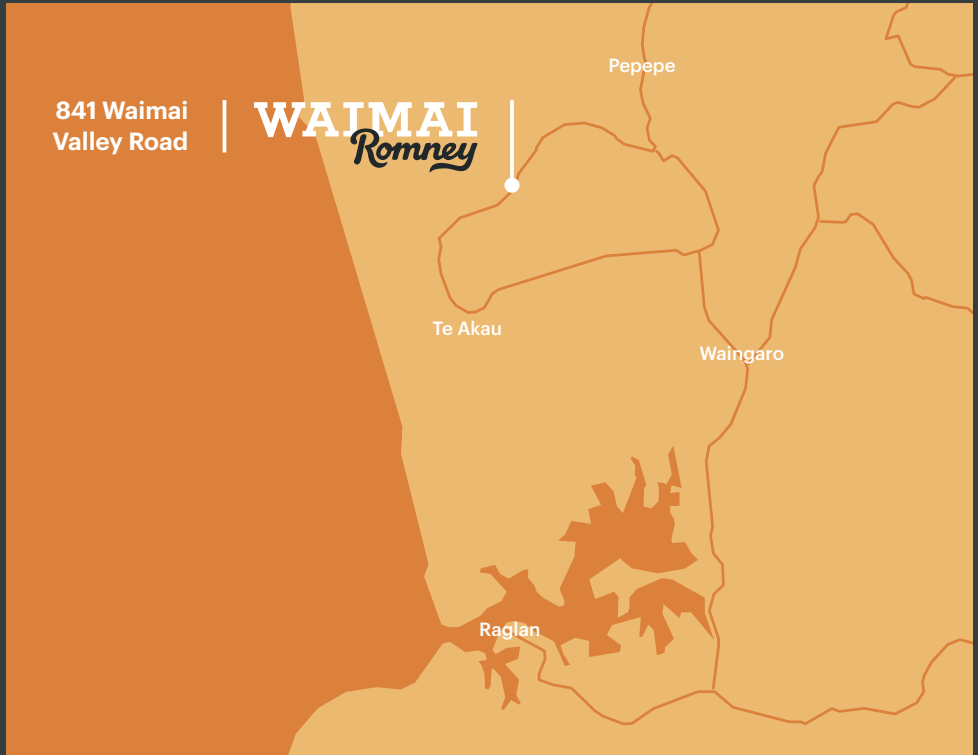 Pepepe
841 Waimai
Valley Road
WAIMAI
Romney
Te Akau
Waingaro
Raglan